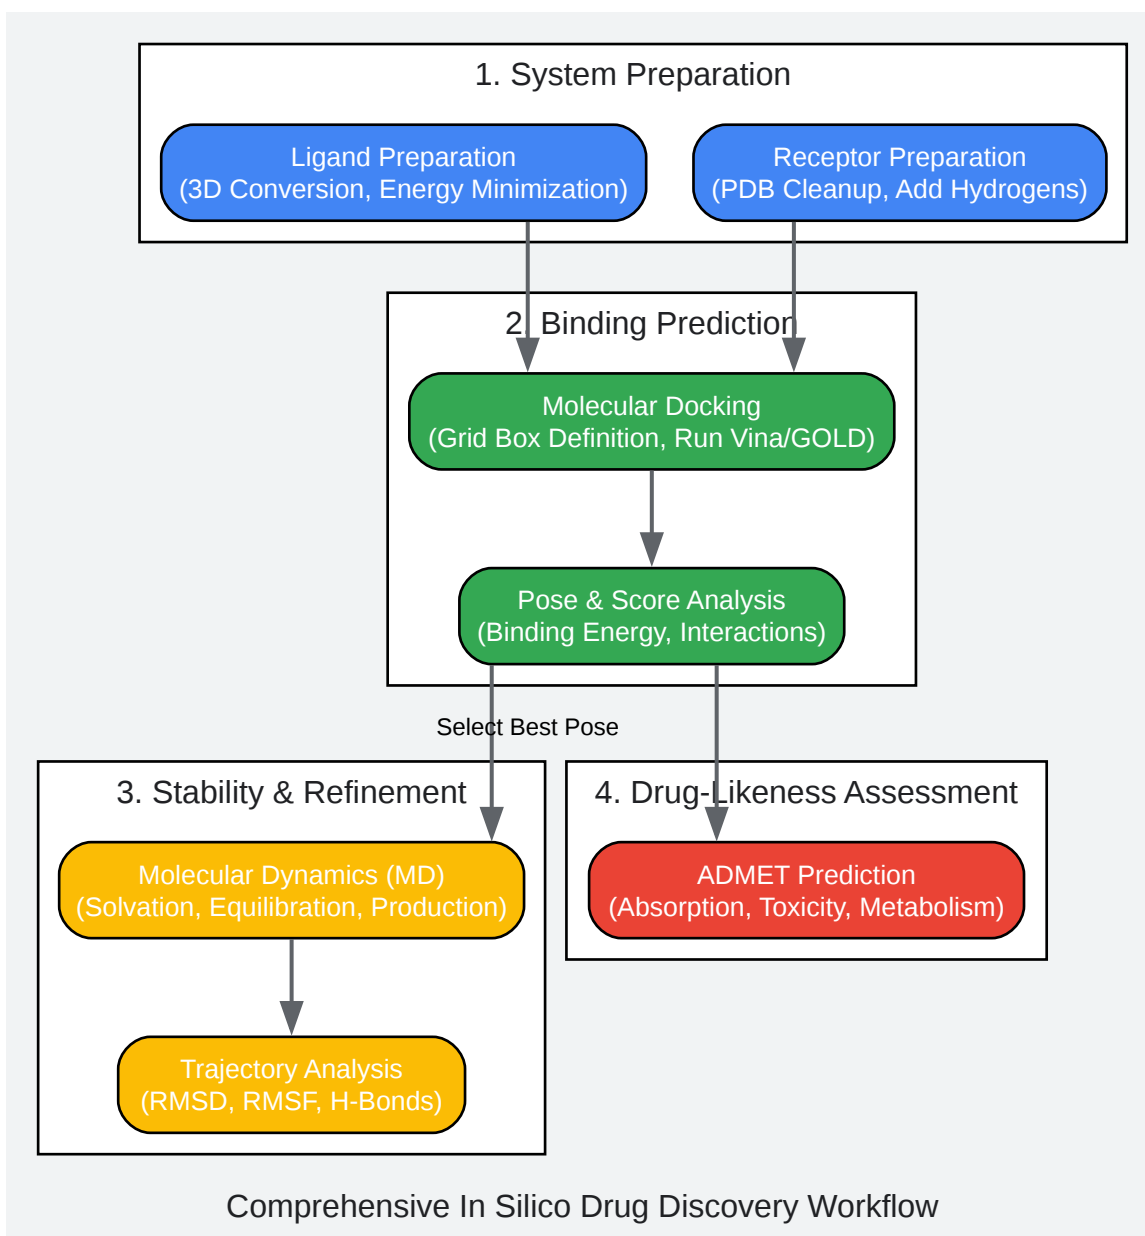 1. System Preparation
Ligand Preparation
(3D Conversion, Energy Minimization)
Receptor Preparation
(PDB Cleanup, Add Hydrogens)
2. Binding Prediction
Molecular Docking
(Grid Box Definition, Run Vina/GOLD)
Pose & Score Analysis
(Binding Energy, Interactions)
Select Best Pose
3. Stability & Refinement
Molecular Dynamics (MD)
(Solvation, Equilibration, Production)
Trajectory Analysis
(RMSD, RMSF, H-Bonds)
4. Drug-Likeness Assessment
ADMET Prediction
(Absorption, Toxicity, Metabolism)
Comprehensive In Silico Drug Discovery Workflow